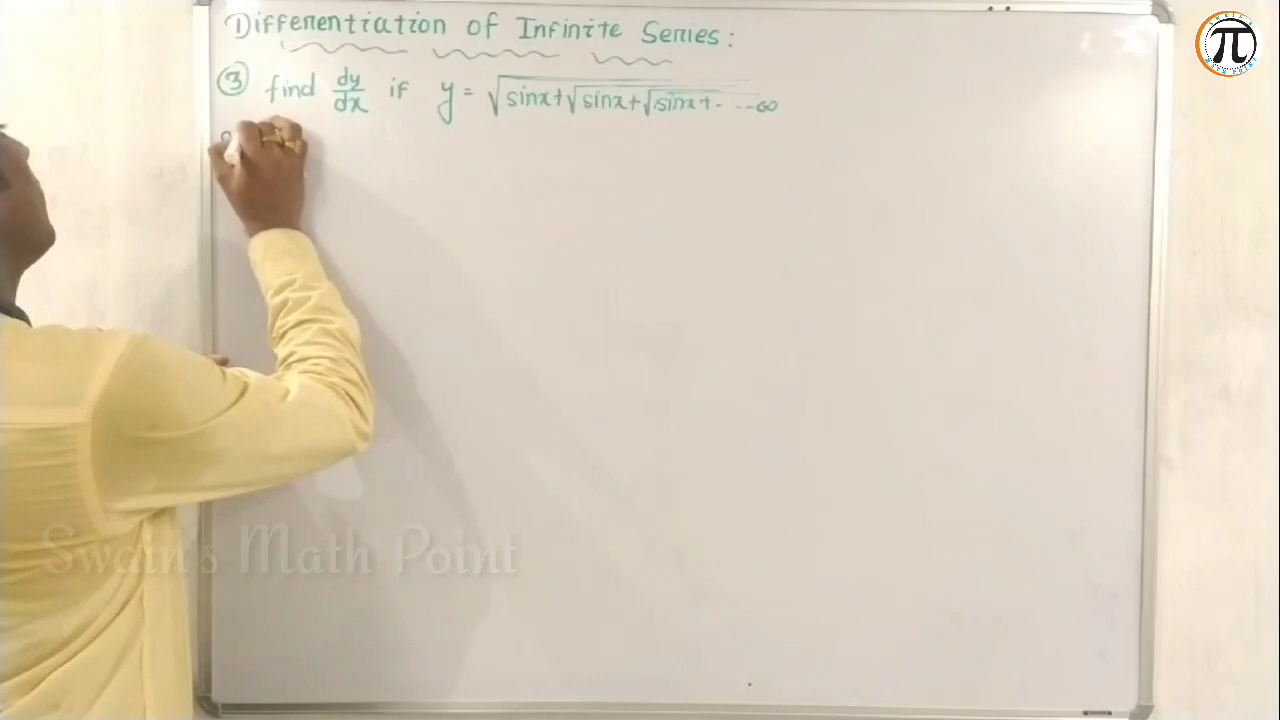 Differentiation of Infinite Series:
③ find dy/dx if y = √sinx+√sinx+√sinx+- --∞
Swain's Math Point